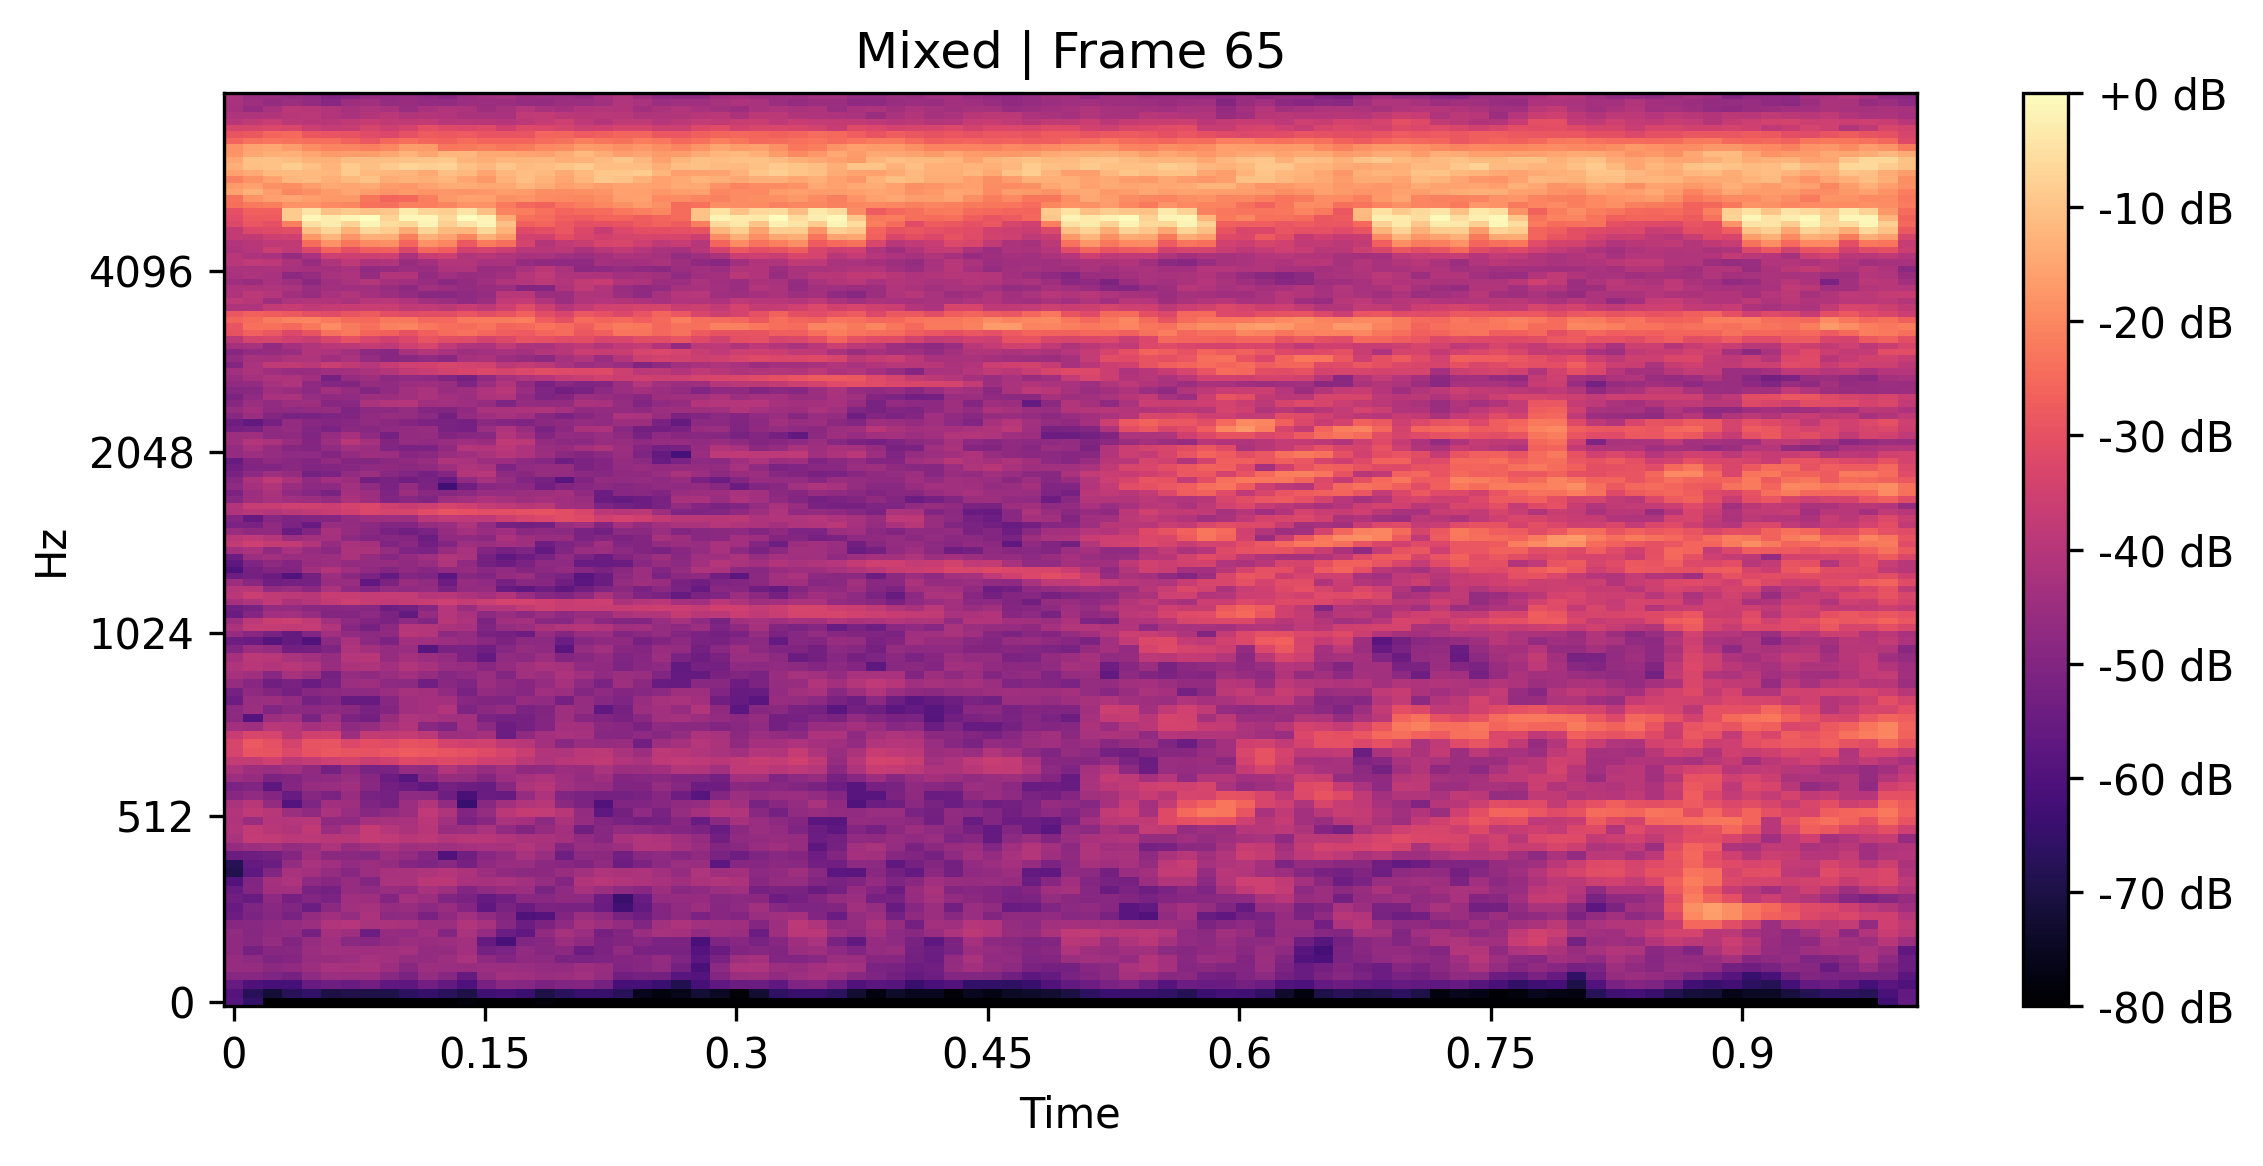 Mixed | Frame 65
+0 dB
-10 dB
-20 dB
-30 dB
-40 dB
-50 dB
-60 dB
-70 dB
-80 dB
4096
2048
1024
512
0
Hz
0 0.15 0.3 0.45 0.6 0.75 0.9
Time